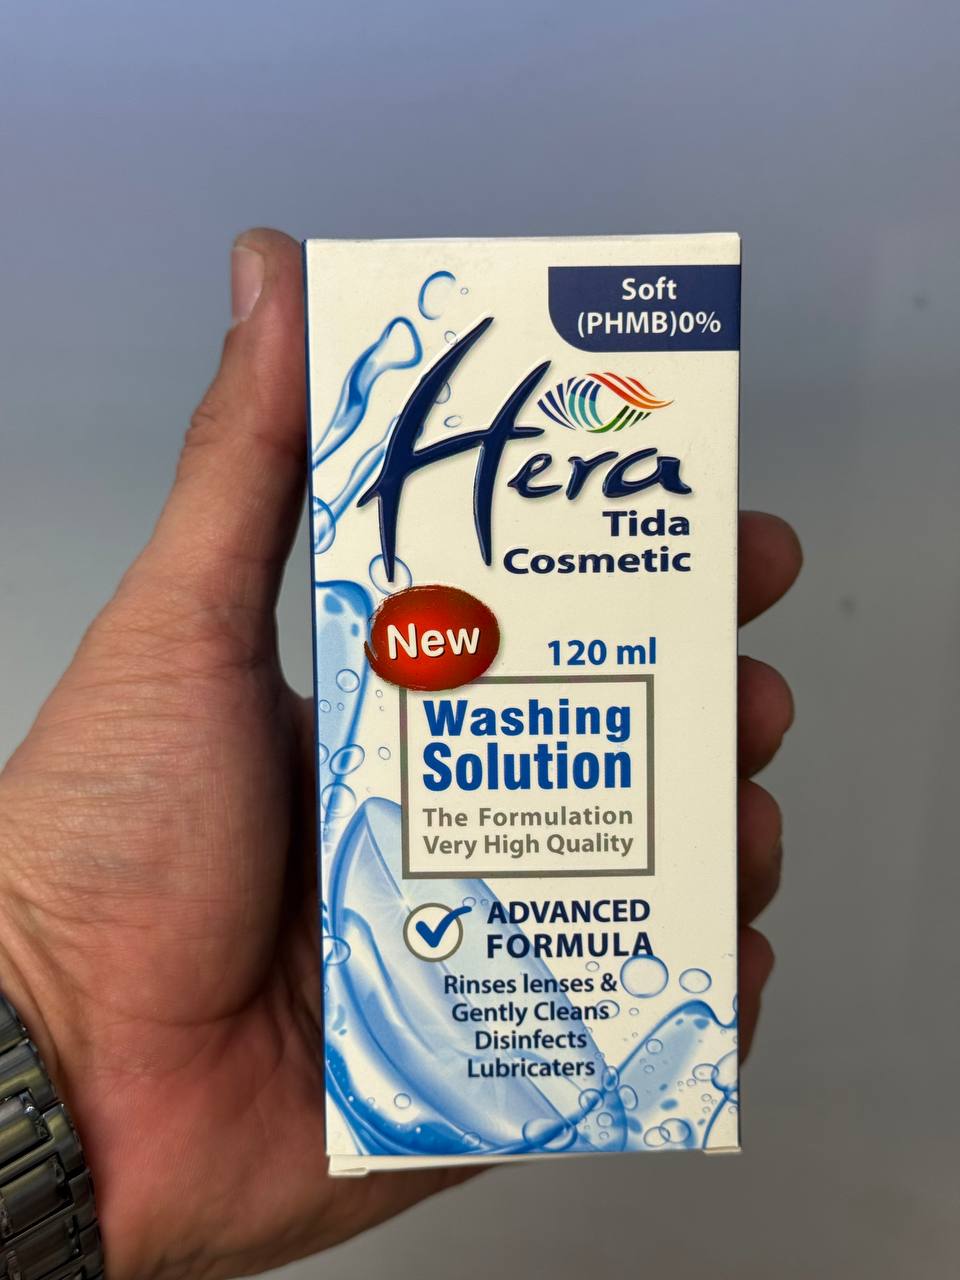 Soft
(PHMB)0%
Hera
Tida
Cosmetic
New
120 ml
Washing
Solution
The Formulation
Very High Quality
ADVANCED
FORMULA
Rinses lenses &
Gently Cleans
Disinfects
Lubricaters